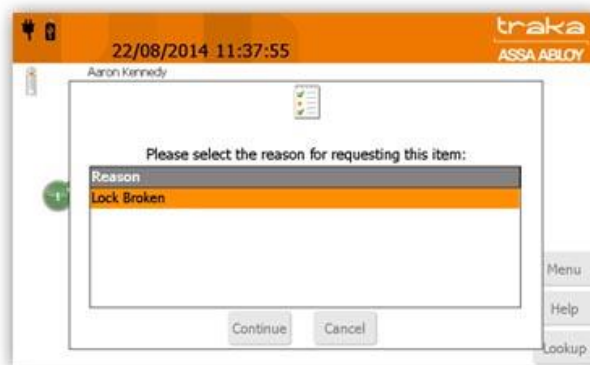 traka
22/08/2014 11:37:55
ASSA ABLOY
Aaron Kennedy
Please select the reason for requesting this item:
Reason
Lock Broken
1
Menu
Help
Continue Cancel
Lookup